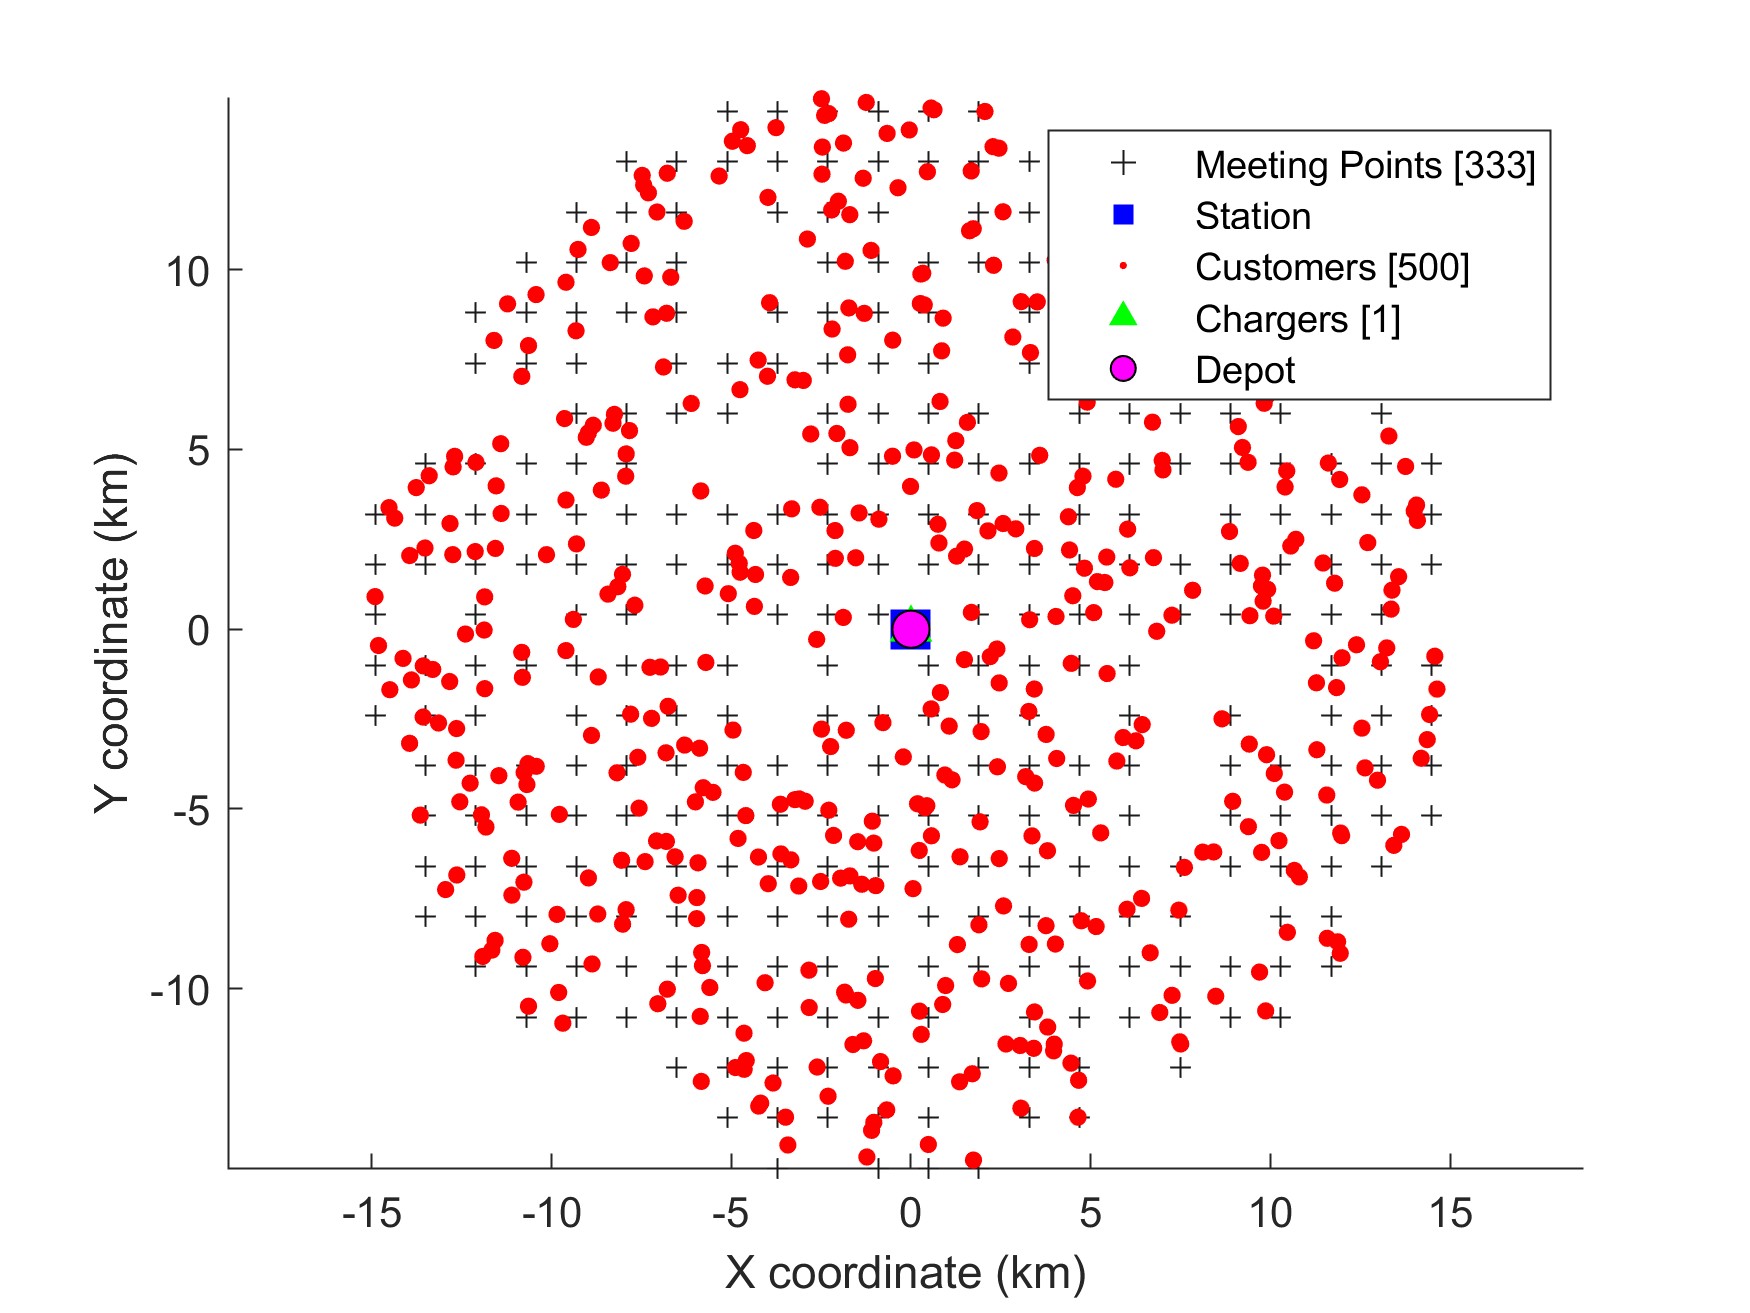 Meeting Points [333]
Station
Customers [500]
Chargers [1]
Depot
10
5
0
-5
-10
Y coordinate (km)
-15
-10
-5
0
5
10
15
X coordinate (km)